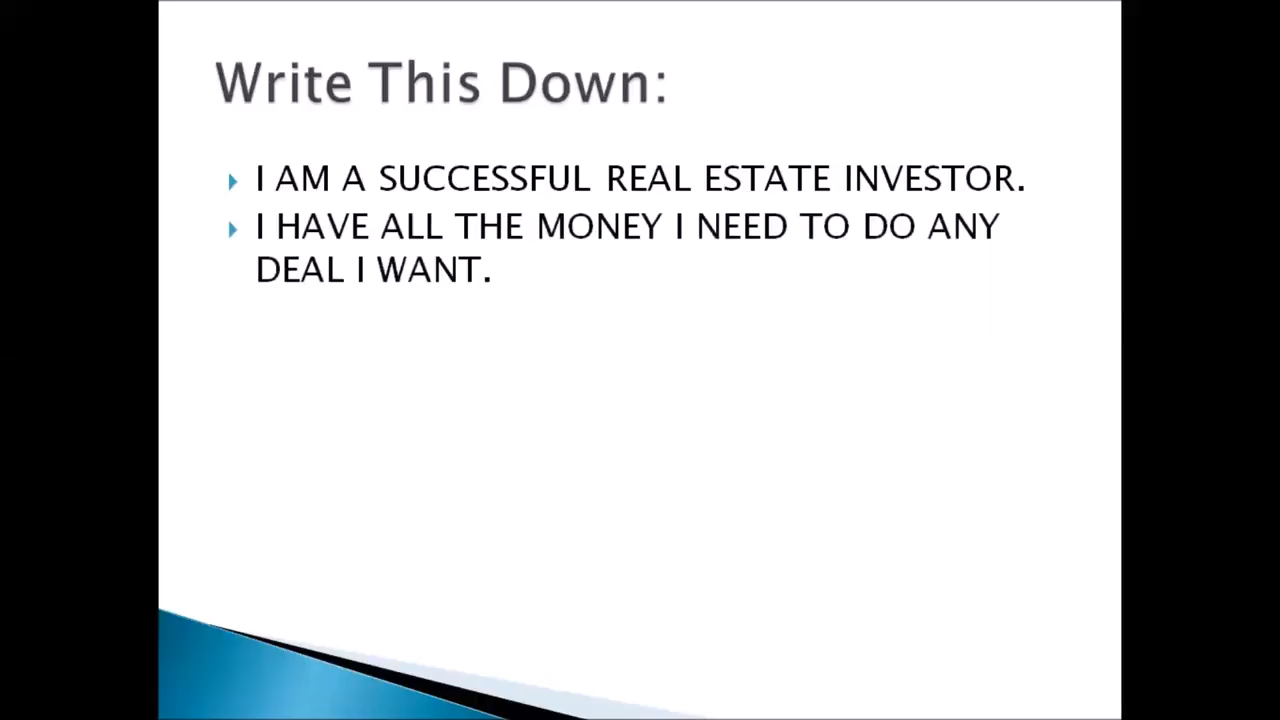 Write This Down:
I AM A SUCCESSFUL REAL ESTATE INVESTOR.
I HAVE ALL THE MONEY I NEED TO DO ANY
DEAL I WANT.